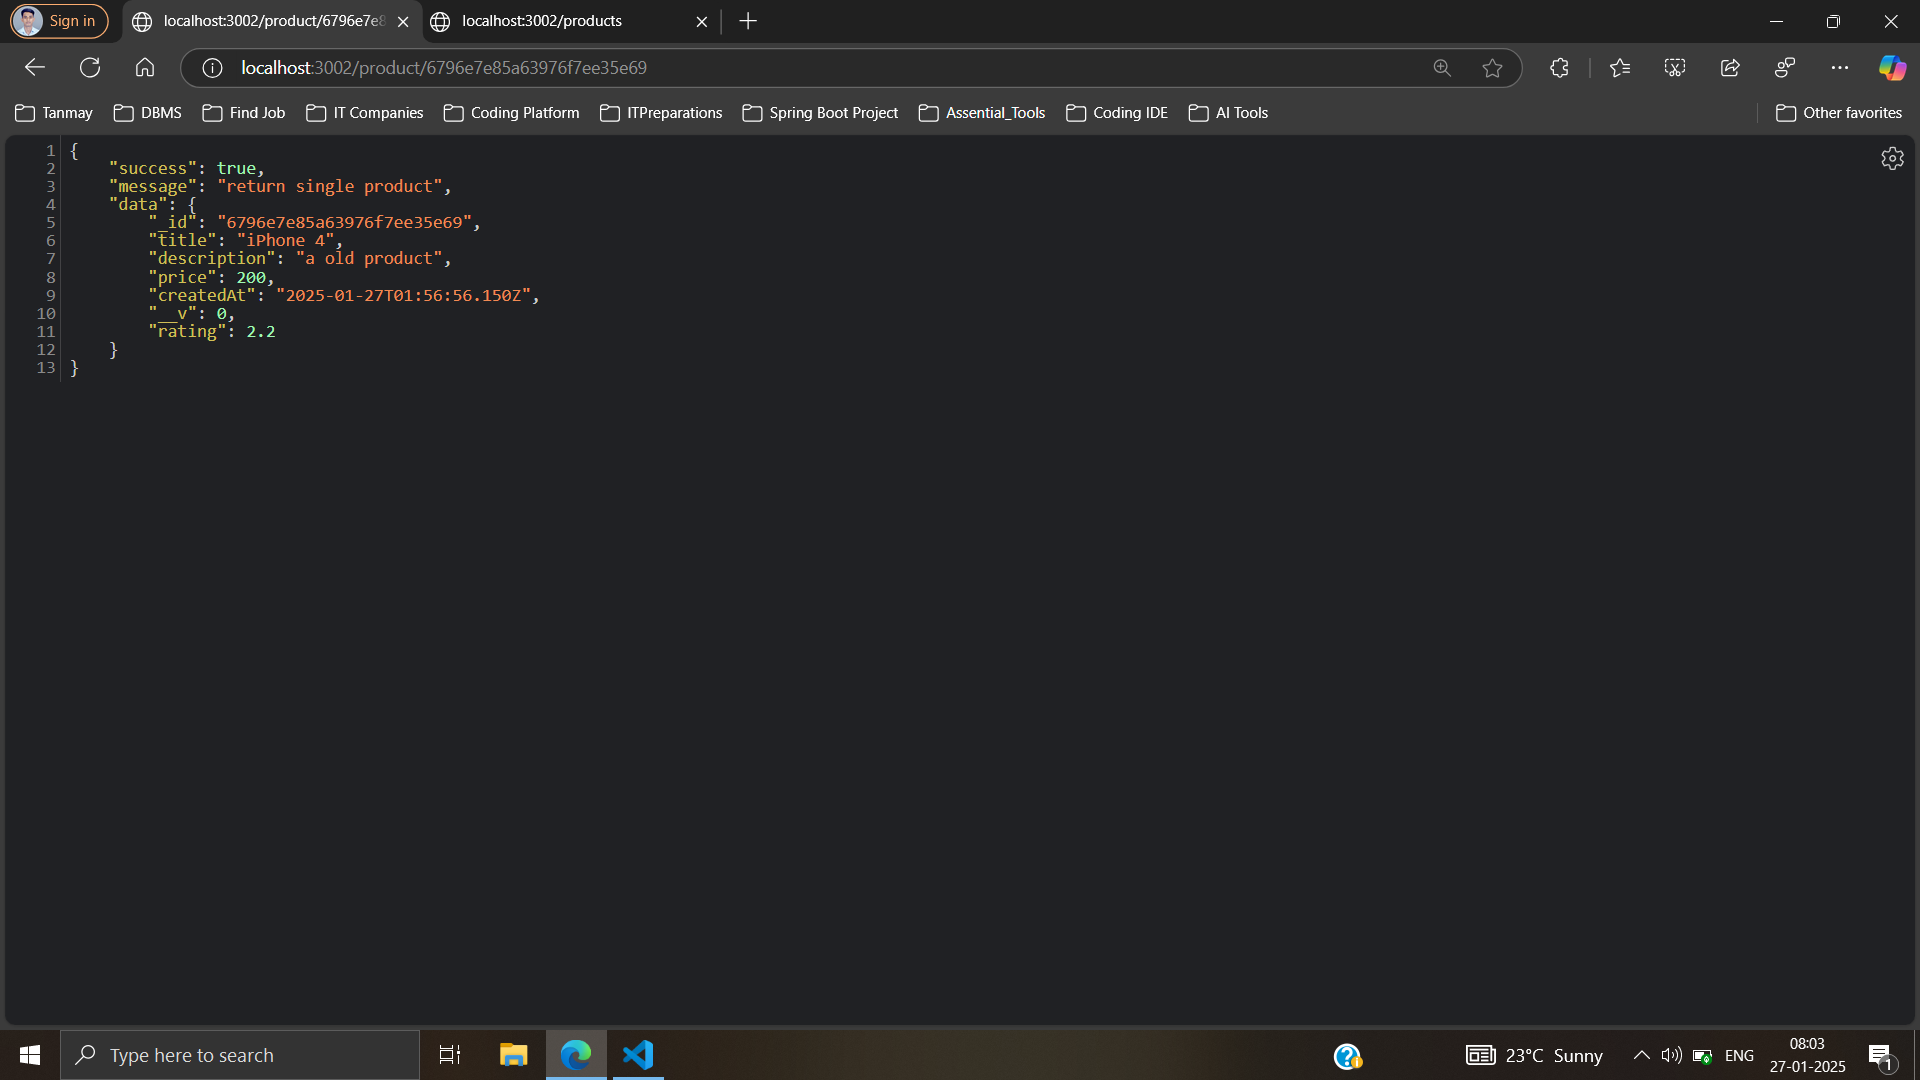 Sign in
localhost:3002/product/6796e7e8
localhost:3002/products
localhost:3002/product/6796e7e85a63976f7ee35e69
Tanmay
DBMS
Find Job
IT Companies
Coding Platform
ITPreparations
Spring Boot Project
Assential_Tools
Coding IDE
AI Tools
Other favorites
1 {
2     "success": true,
3     "message": "return single product",
4     "data": {
5         "_id": "6796e7e85a63976f7ee35e69",
6         "title": "iPhone 4",
7         "description": "a old product",
8         "price": 200,
9         "createdAt": "2025-01-27T01:56:56.150Z",
10         "__v": 0,
11         "rating": 2.2
12     }
13 }
Type here to search
23°C Sunny
ENG
08:03
27-01-2025
1